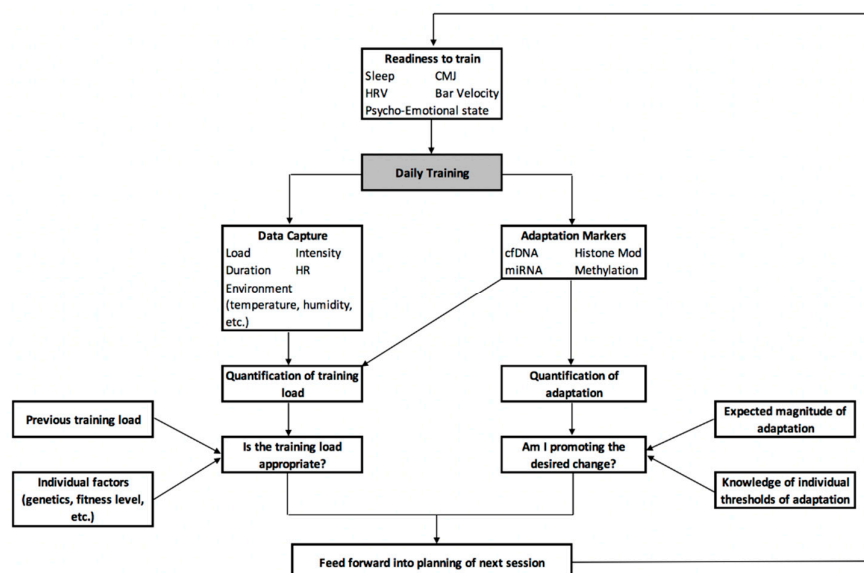 Readiness to train
Sleep CMJ
HRV Bar Velocity
Psycho-Emotional state
Daily Training
Data Capture
Load Intensity
Duration HR
Environment
(temperature, humidity,
etc.)
Adaptation Markers
cfDNA Histone Mod
miRNA Methylation
Quantification of training
load
Quantification of
adaptation
Previous training load
Individual factors
(genetics, fitness level,
etc.)
Is the training load
appropriate?
Am I promoting the
desired change?
Expected magnitude of
adaptation
Knowledge of individual
thresholds of adaptation
Feed forward into planning of next session